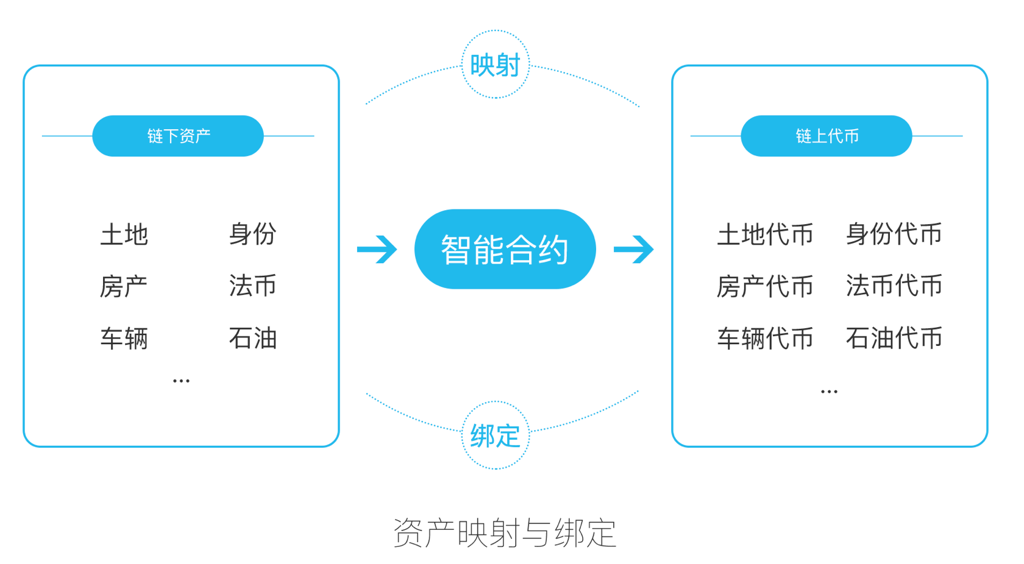 映射
链下资产
土地 身份
房产 法币
车辆 石油
...
智能合约
链上代币
土地代币 身份代币
房产代币 法币代币
车辆代币 石油代币
...
绑定
资产映射与绑定